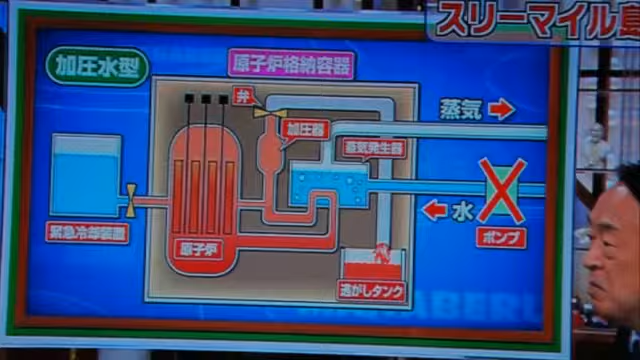 スリーマイル島
加圧水型
原子炉格納容器
弁
加圧器
蒸気
蒸気発生器
水
ポンプ
緊急冷却装置
原子炉
逃がしタンク